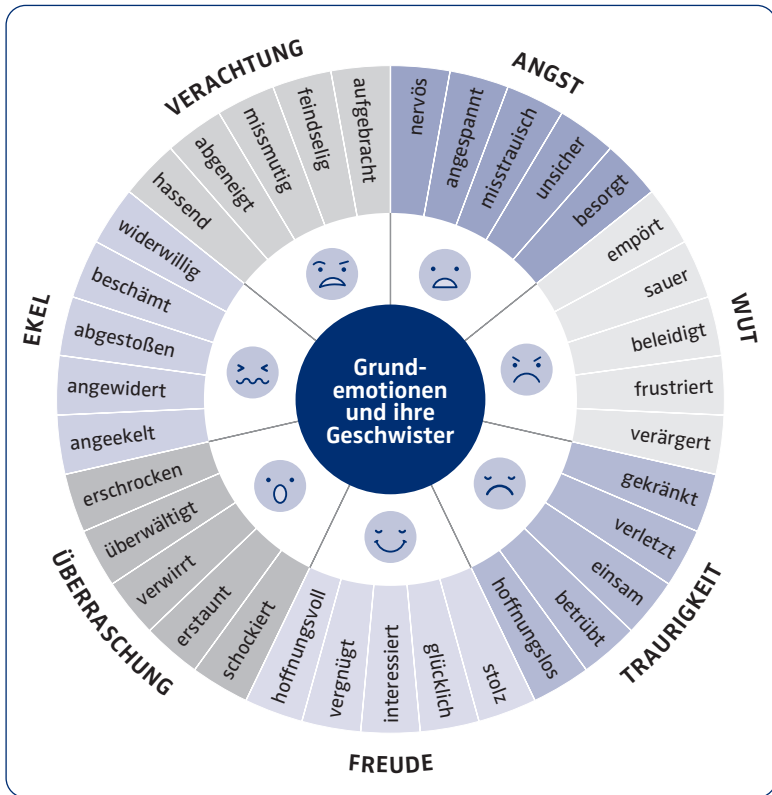 VERACHTUNG
hassend
abgeneigt
missmutig
feindselig
aufgebracht
ANGST
nervös
angespannt
misstrauisch
unsicher
besorgt
WUT
empört
sauer
beleidigt
frustriert
verärgert
TRAURIGKEIT
gekränkt
verletzt
einsam
betrübt
hoffnungslos
FREUDE
stolz
glücklich
interessiert
vergnügt
hoffnungsvoll
ÜBERRASCHUNG
schockiert
erstaunt
verwirrt
überwältigt
erschrocken
EKEL
angeekelt
angewidert
abgestoßen
beschämt
widerwillig
Grund-
emotionen
und ihre
Geschwister